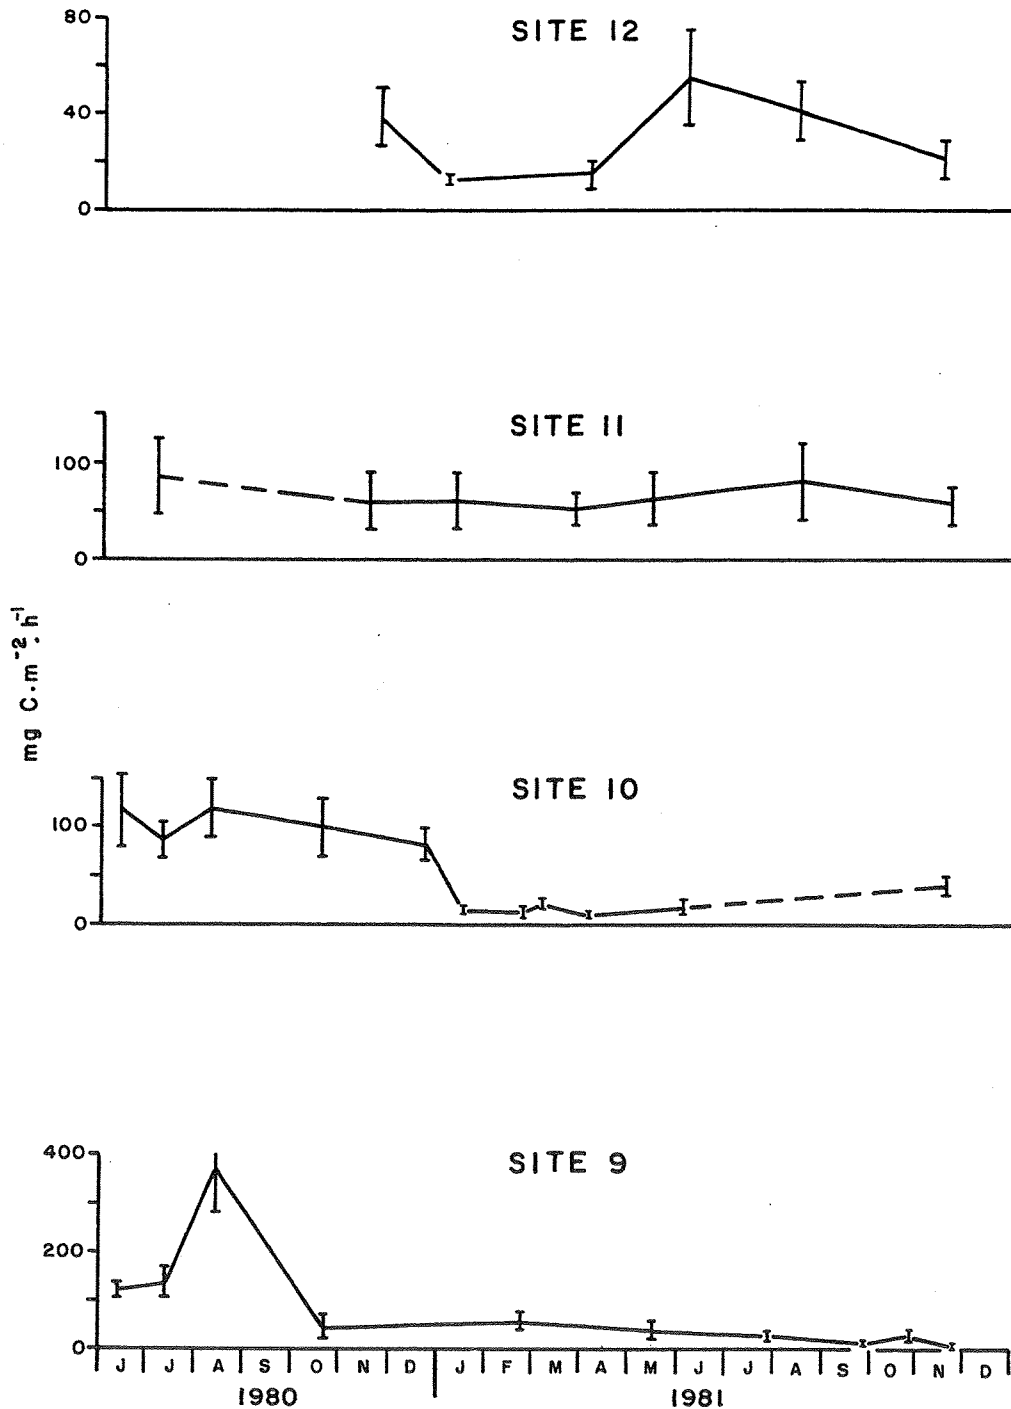 SITE 12
80
40
0
SITE 11
100
0
mg C.m⁻².h⁻¹
SITE 10
100
0
SITE 9
400
200
0
J J A S O N D J F M A M J J A S O N D
1980 1981